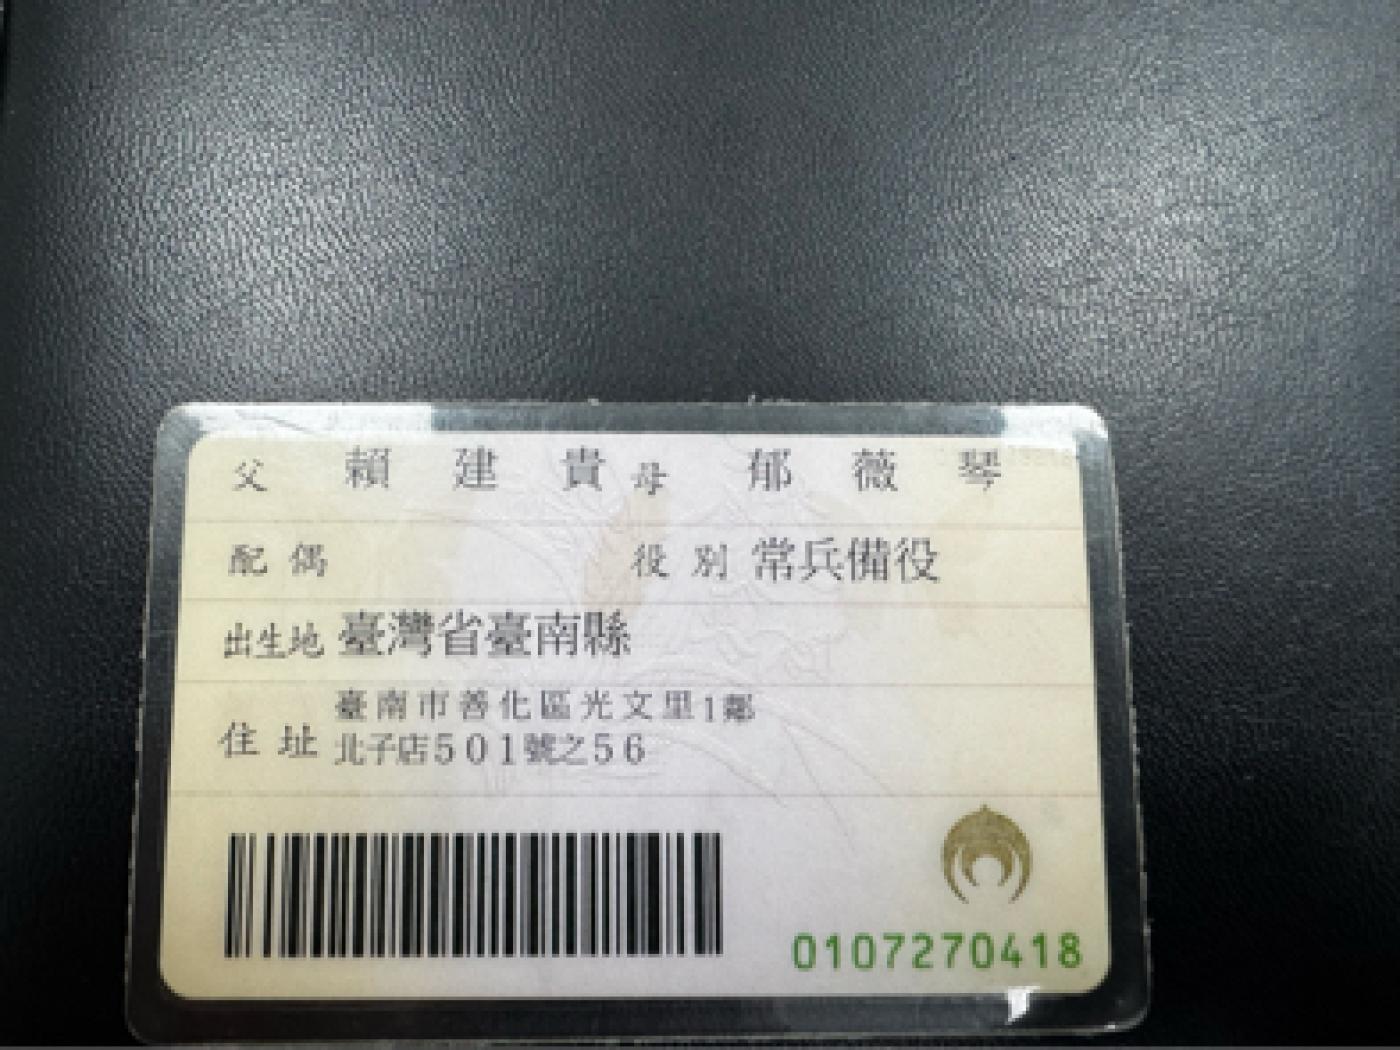 父 賴建貴 母 郁薇琴
配偶 役別 常兵備役
出生地 臺灣省臺南縣
住址 臺南市善化區光文里1鄰
北子店501號之56
0107270418